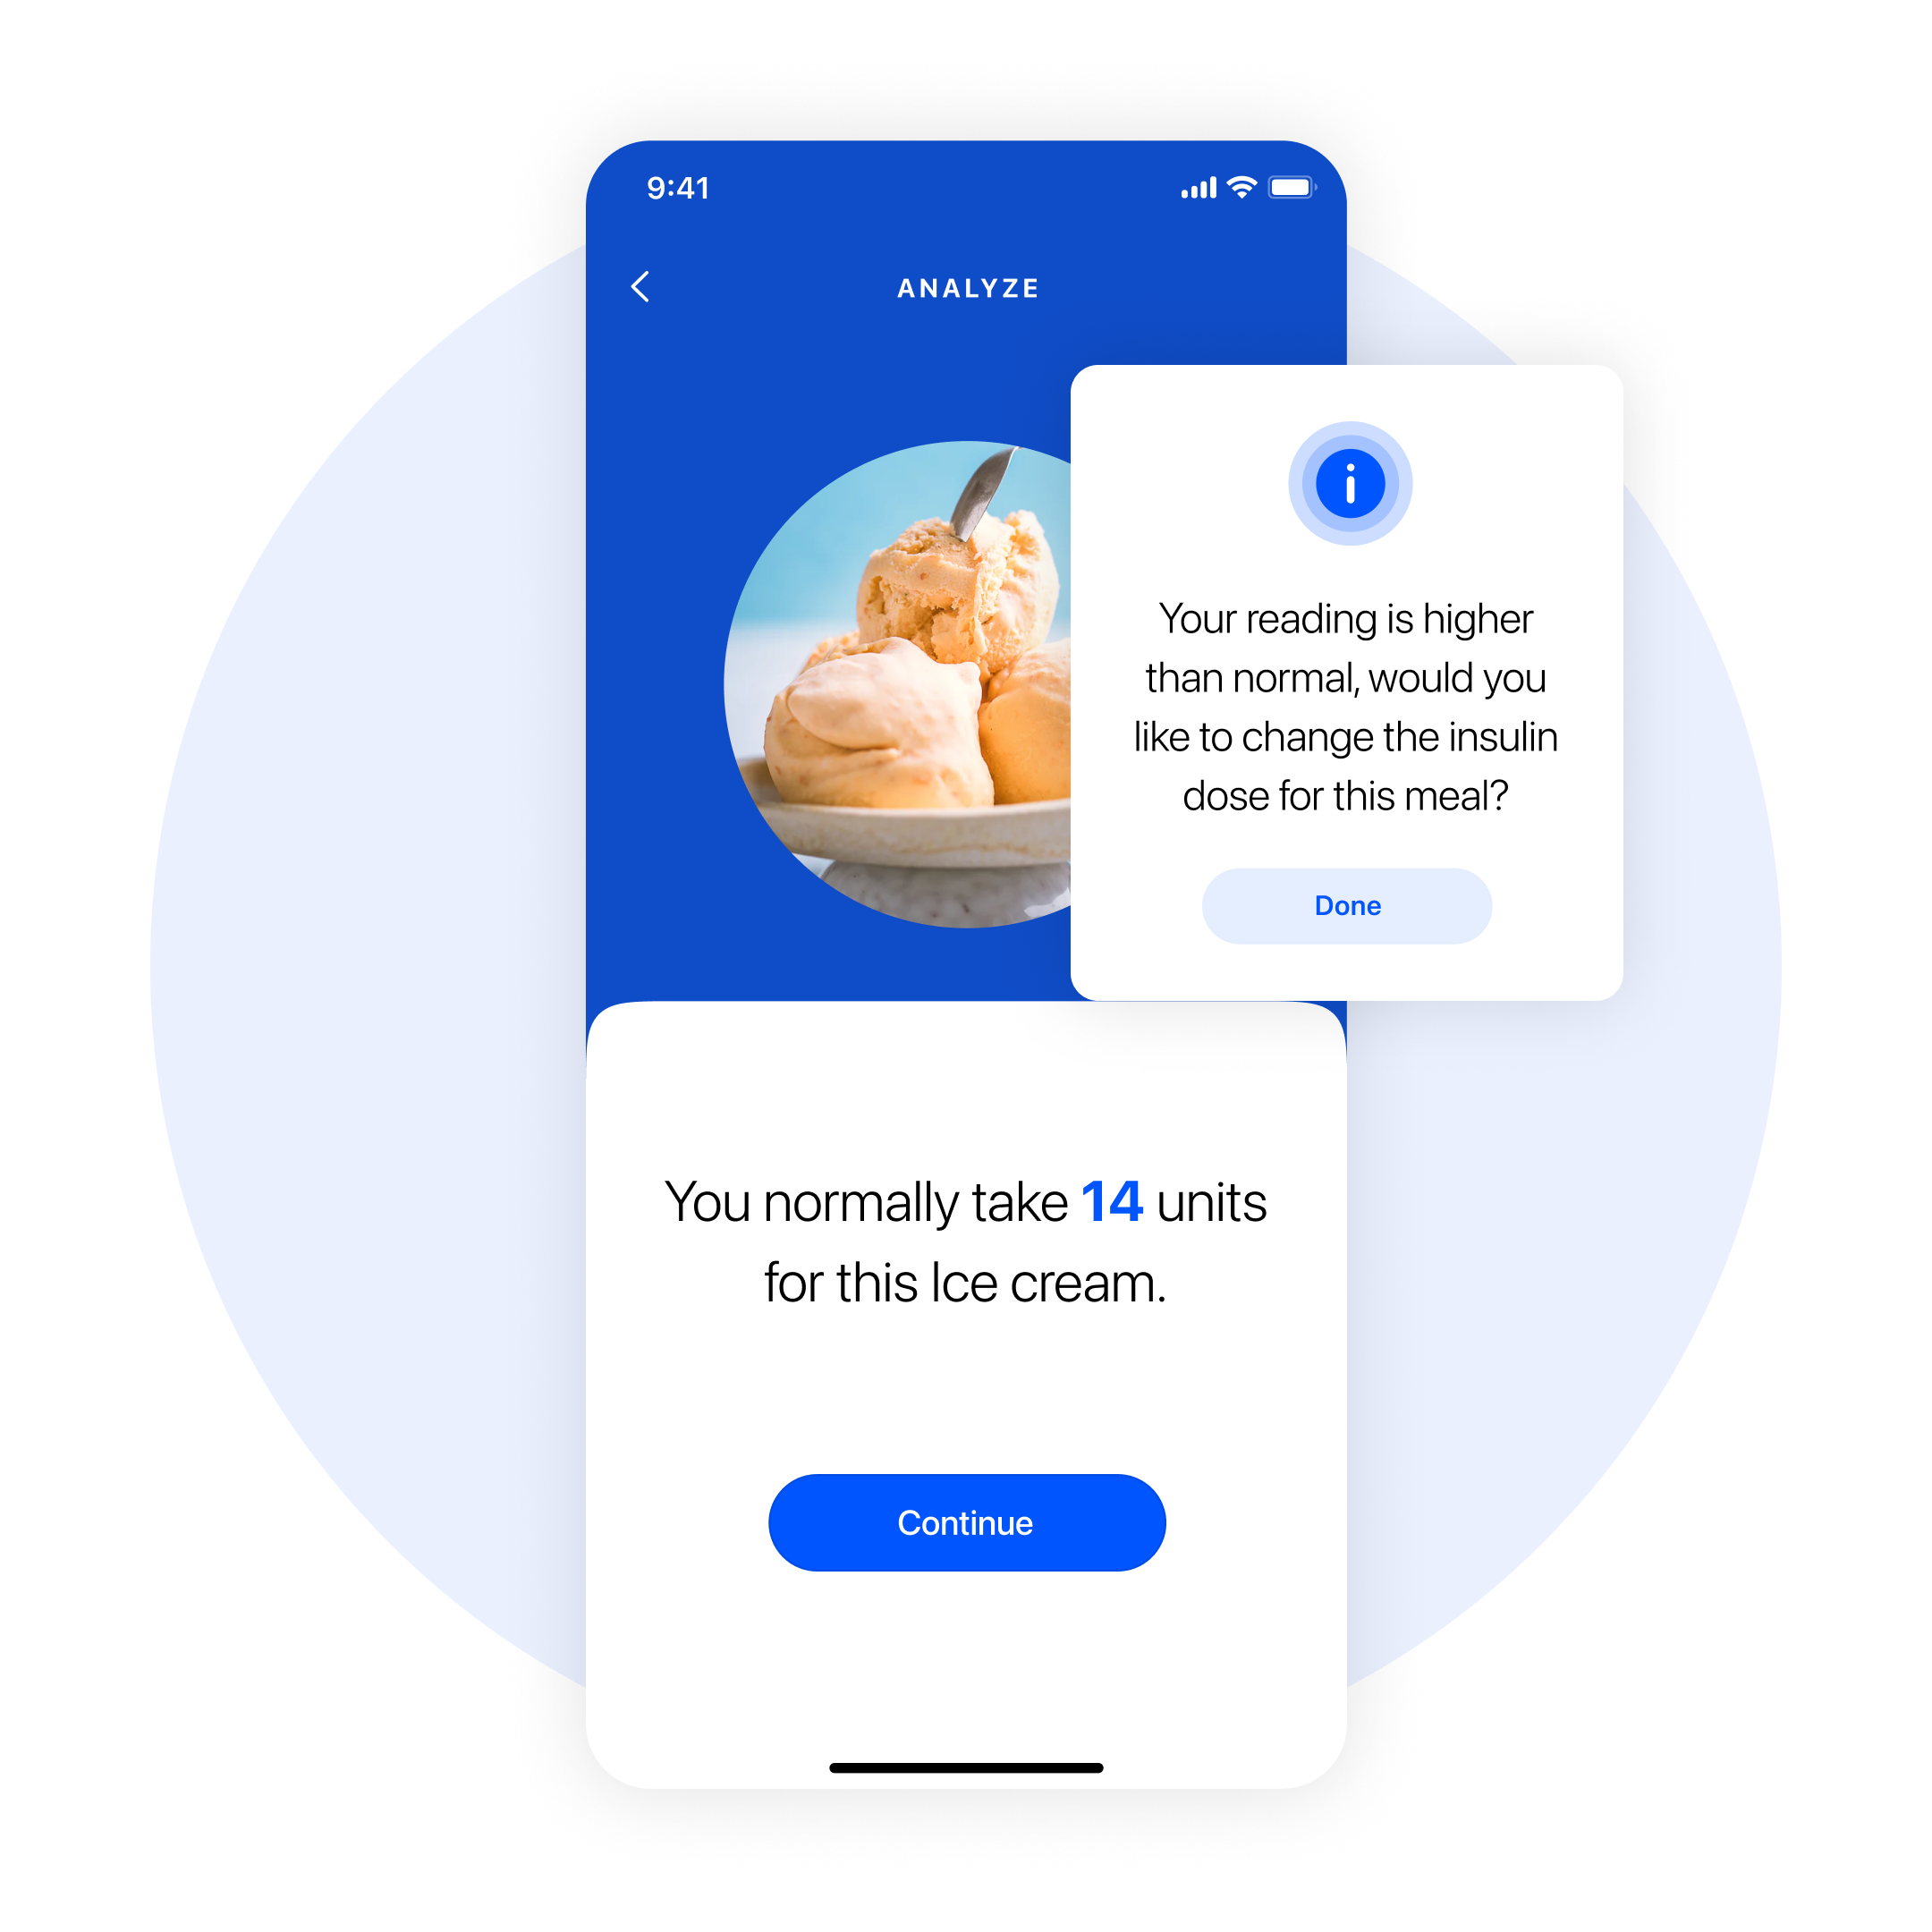 9:41
ANALYZE
Your reading is higher
than normal, would you
like to change the insulin
dose for this meal?
Done
You normally take 14 units
for this Ice cream.
Continue